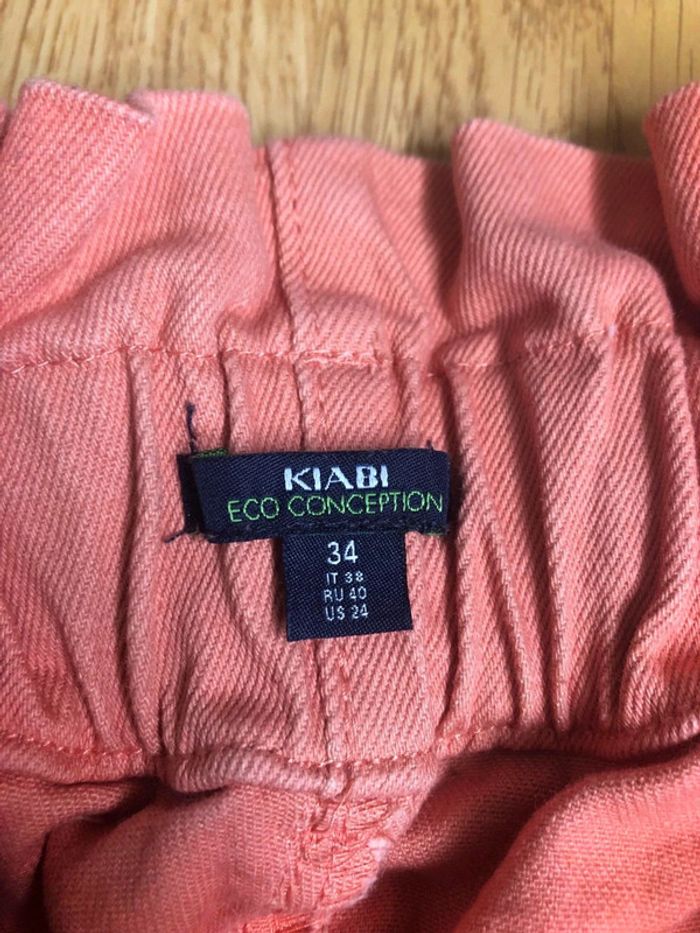 KIABI
ECO CONCEPTION
34
IT 38
RU 40
US 24